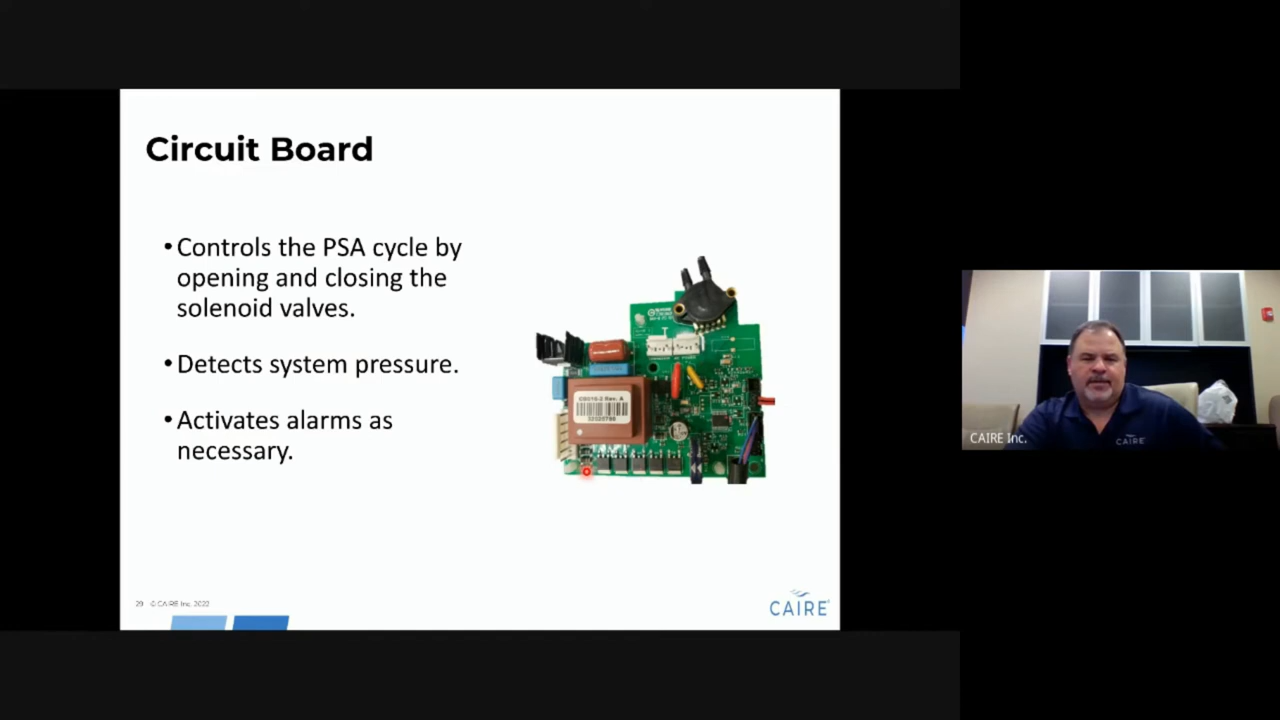 Circuit Board
•Controls the PSA cycle by
opening and closing the
solenoid valves.
•Detects system pressure.
•Activates alarms as
necessary.
29 © CAIRE Inc. 2022
CAIRE
CAIRE Inc.
CAIRE